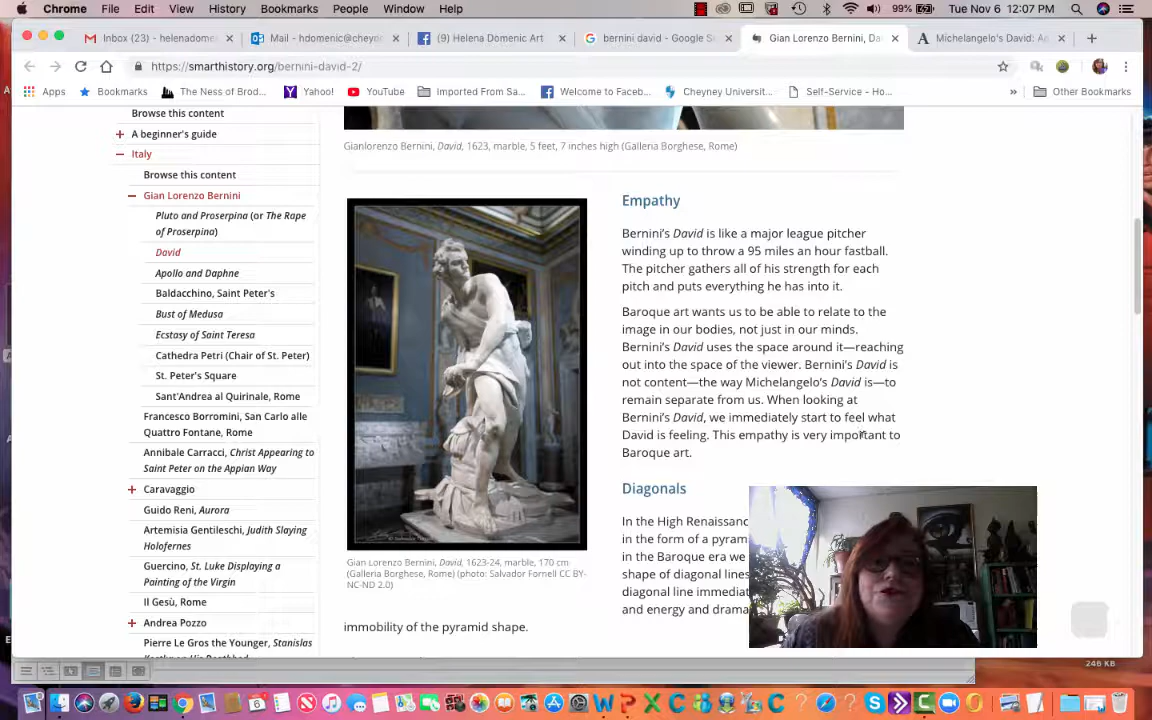 Chrome File Edit View History Bookmarks People Window Help
99% Tue Nov 6 12:07 PM
Inbox (23) - helenadome
Mail - hdomenic@cheyn
(9) Helena Domenic Art
bernini david - Google S
Gian Lorenzo Bernini, Da
Michelangelo's David: A
https://smarthistory.org/bernini-david-2/
Apps Bookmarks The Ness of Brod... Yahoo! YouTube Imported From Sa... Welcome to Faceb... Cheyney Universit... Self-Service - Ho... » Other Bookmarks
Browse this content
A beginner's guide
Italy
Browse this content
Gian Lorenzo Bernini
Pluto and Proserpina (or The Rape
of Proserpina)
David
Apollo and Daphne
Baldacchino, Saint Peter's
Bust of Medusa
Ecstasy of Saint Teresa
Cathedra Petri (Chair of St. Peter)
St. Peter's Square
Sant'Andrea al Quirinale, Rome
Francesco Borromini, San Carlo alle
Quattro Fontane, Rome
Annibale Carracci, Christ Appearing to
Saint Peter on the Appian Way
Caravaggio
Guido Reni, Aurora
Artemisia Gentileschi, Judith Slaying
Holofernes
Guercino, St. Luke Displaying a
Painting of the Virgin
Il Gesù, Rome
Andrea Pozzo
Pierre Le Gros the Younger, Stanislas
Gianlorenzo Bernini, David, 1623, marble, 5 feet, 7 inches high (Galleria Borghese, Rome)
Gian Lorenzo Bernini, David, 1623-24, marble, 170 cm
(Galleria Borghese, Rome) (photo: Salvador Fornell CC BY-
NC-ND 2.0)
Empathy
Bernini's David is like a major league pitcher
winding up to throw a 95 miles an hour fastball.
The pitcher gathers all of his strength for each
pitch and puts everything he has into it.
Baroque art wants us to be able to relate to the
image in our bodies, not just in our minds.
Bernini's David uses the space around it—reaching
out into the space of the viewer. Bernini's David is
not content—the way Michelangelo's David is—to
remain separate from us. When looking at
Bernini's David, we immediately start to feel what
David is feeling. This empathy is very important to
Baroque art.
Diagonals
In the High Renaissanc
in the form of a pyram
in the Baroque era we
shape of diagonal lines
diagonal line immediat
and energy and drama
immobility of the pyramid shape.
246 KB